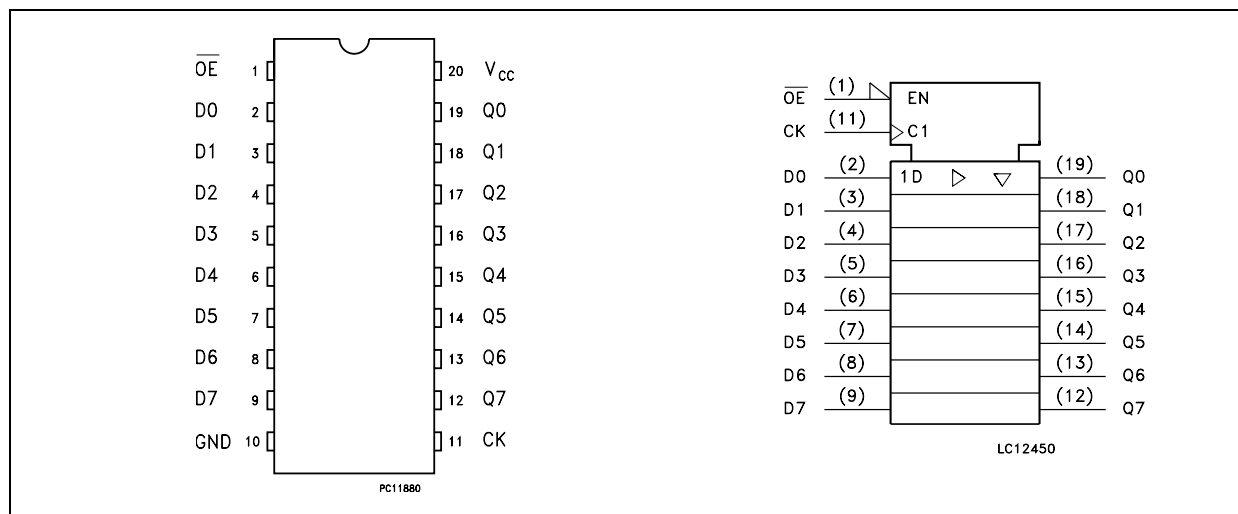 OE 1 20 VCC
D0 2 19 Q0
D1 3 18 Q1
D2 4 17 Q2
D3 5 16 Q3
D4 6 15 Q4
D5 7 14 Q5
D6 8 13 Q6
D7 9 12 Q7
GND 10 11 CK
PC11880
OE (1) EN
CK (11) C1
D0 (2) 1D (19) Q0
D1 (3) (18) Q1
D2 (4) (17) Q2
D3 (5) (16) Q3
D4 (6) (15) Q4
D5 (7) (14) Q5
D6 (8) (13) Q6
D7 (9) (12) Q7
LC12450